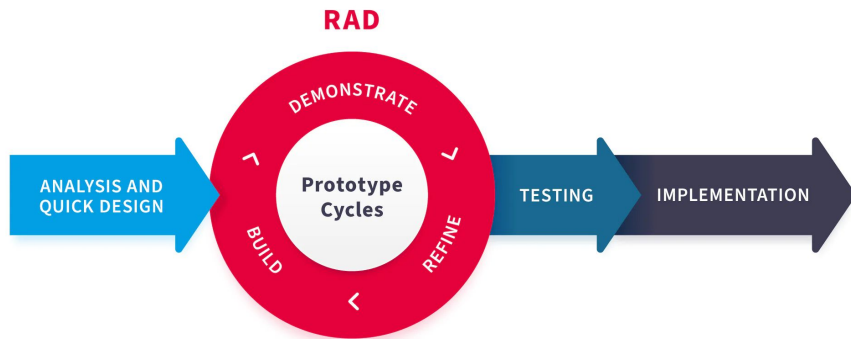 RAD
DEMONSTRATE
ANALYSIS AND
QUICK DESIGN
Prototype
Cycles
BUILD
REFINE
TESTING
IMPLEMENTATION